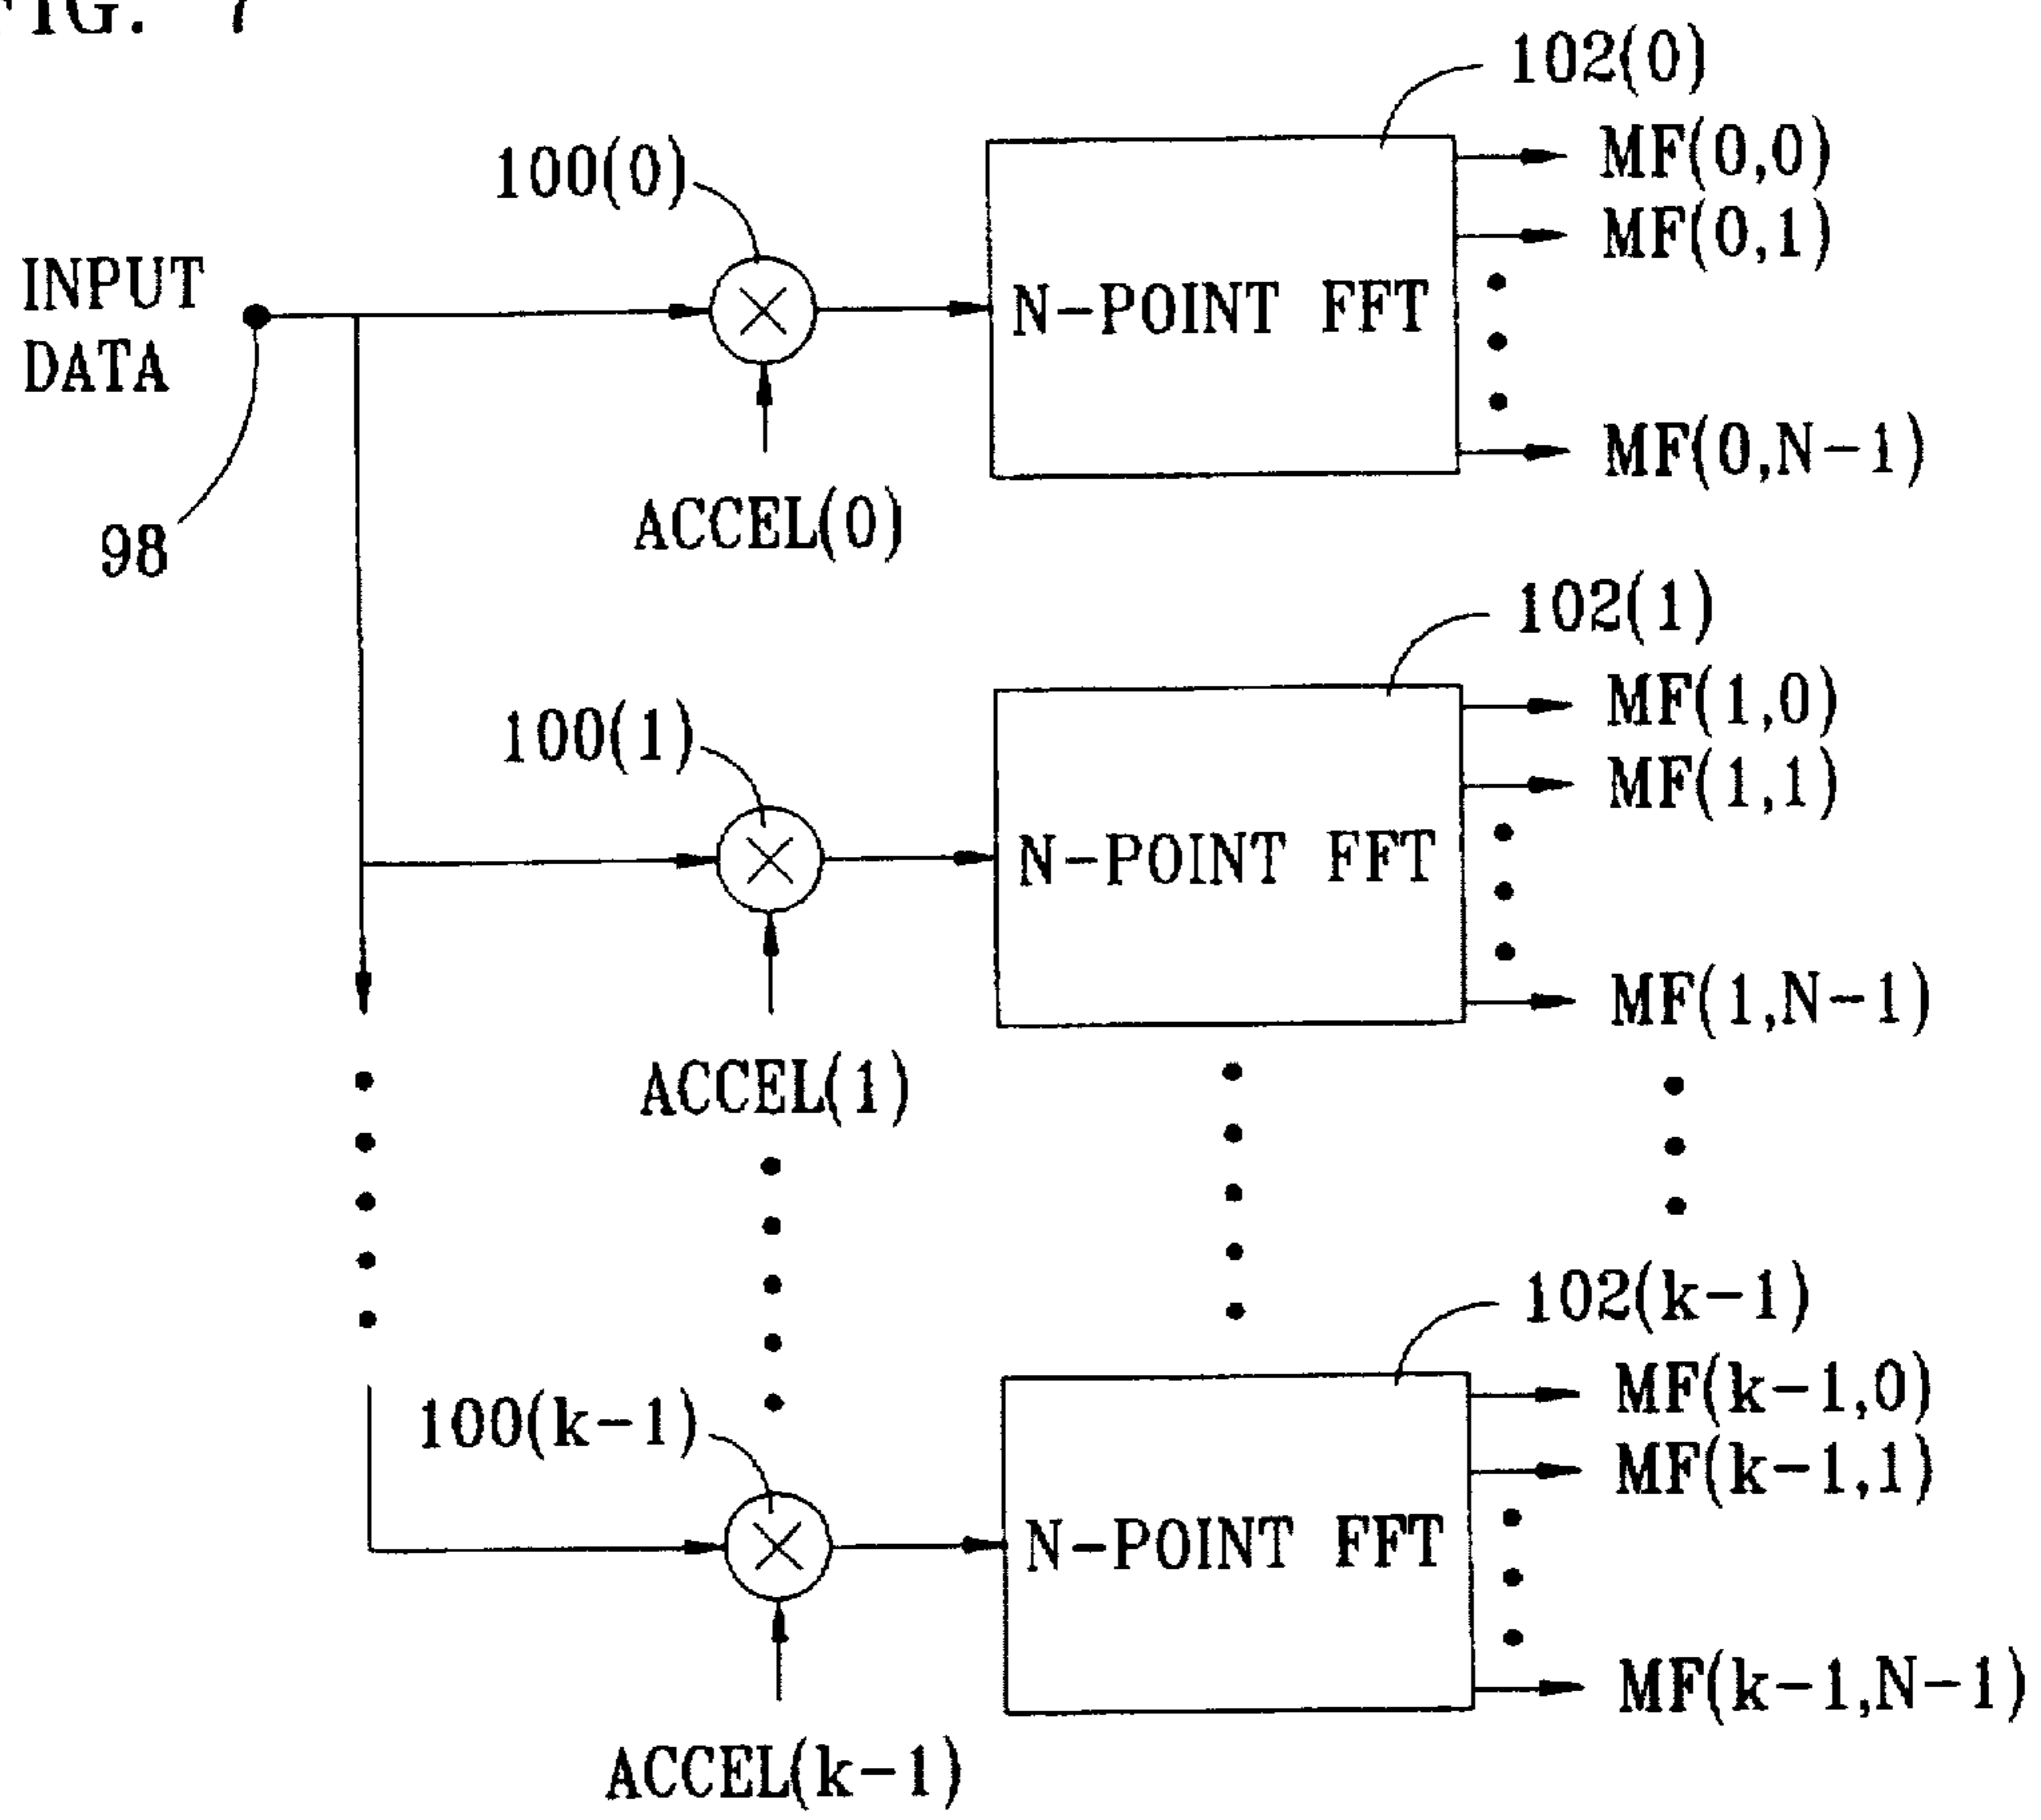 FIG. 7
102(0)
MF(0,0)
100(0)
MF(0,1)
INPUT
DATA
N-POINT FFT
MF(0,N-1)
ACCEL(0)
98
102(1)
MF(1,0)
100(1)
MF(1,1)
N-POINT FFT
MF(1,N-1)
ACCEL(1)
102(k-1)
MF(k-1,0)
100(k-1)
MF(k-1,1)
N-POINT FFT
MF(k-1,N-1)
ACCEL(k-1)